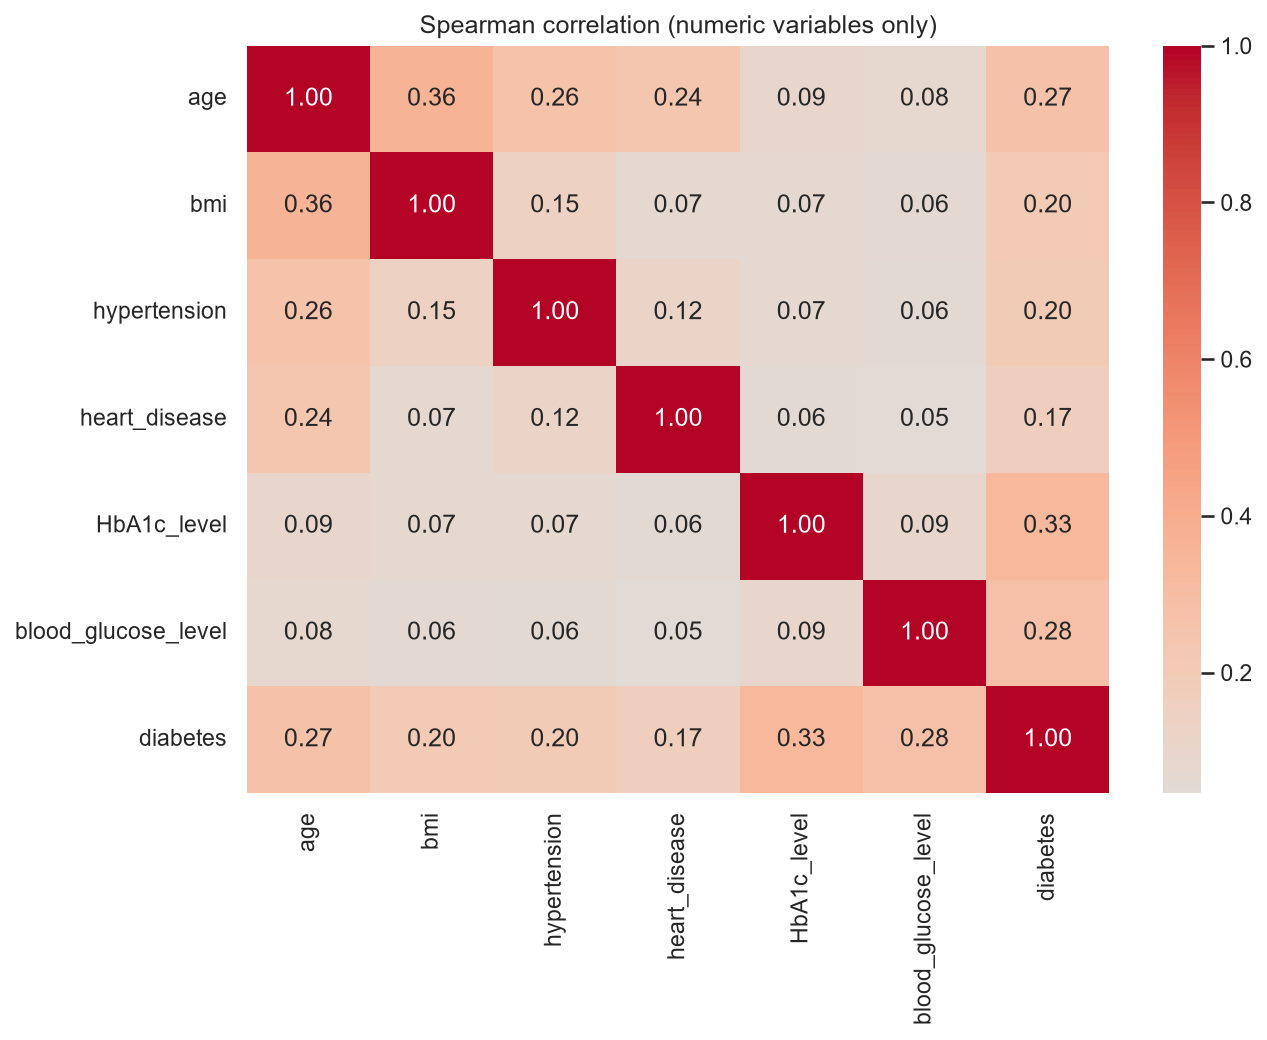 Spearman correlation (numeric variables only)
age 1.00 0.36 0.26 0.24 0.09 0.08 0.27
bmi 0.36 1.00 0.15 0.07 0.07 0.06 0.20
hypertension 0.26 0.15 1.00 0.12 0.07 0.06 0.20
heart_disease 0.24 0.07 0.12 1.00 0.06 0.05 0.17
HbA1c_level 0.09 0.07 0.07 0.06 1.00 0.09 0.33
blood_glucose_level 0.08 0.06 0.06 0.05 0.09 1.00 0.28
diabetes 0.27 0.20 0.20 0.17 0.33 0.28 1.00
age
bmi
hypertension
heart_disease
HbA1c_level
blood_glucose_level
diabetes
1.0
0.8
0.6
0.4
0.2